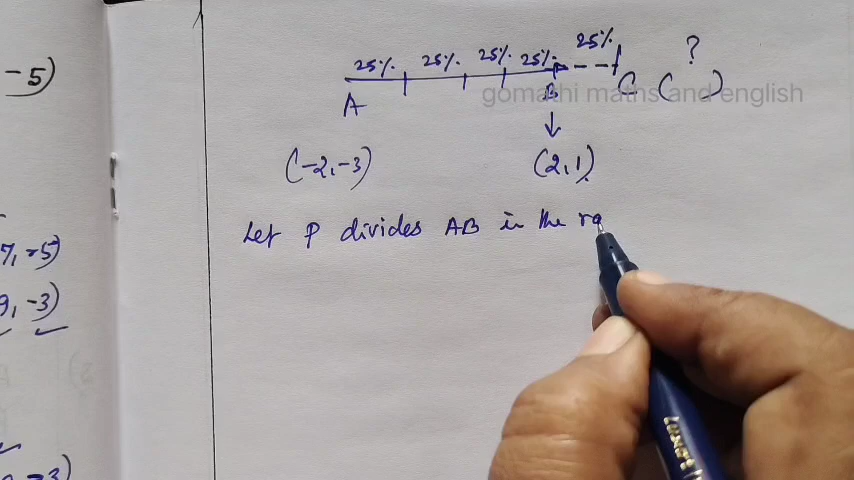 25% 25% 25% 25% 25% ?
A B C ( )
gomathi maths and english
-5)
(-2, -3) (2, 1)
Let P divides AB in the ra
7, -5)
9, -3)